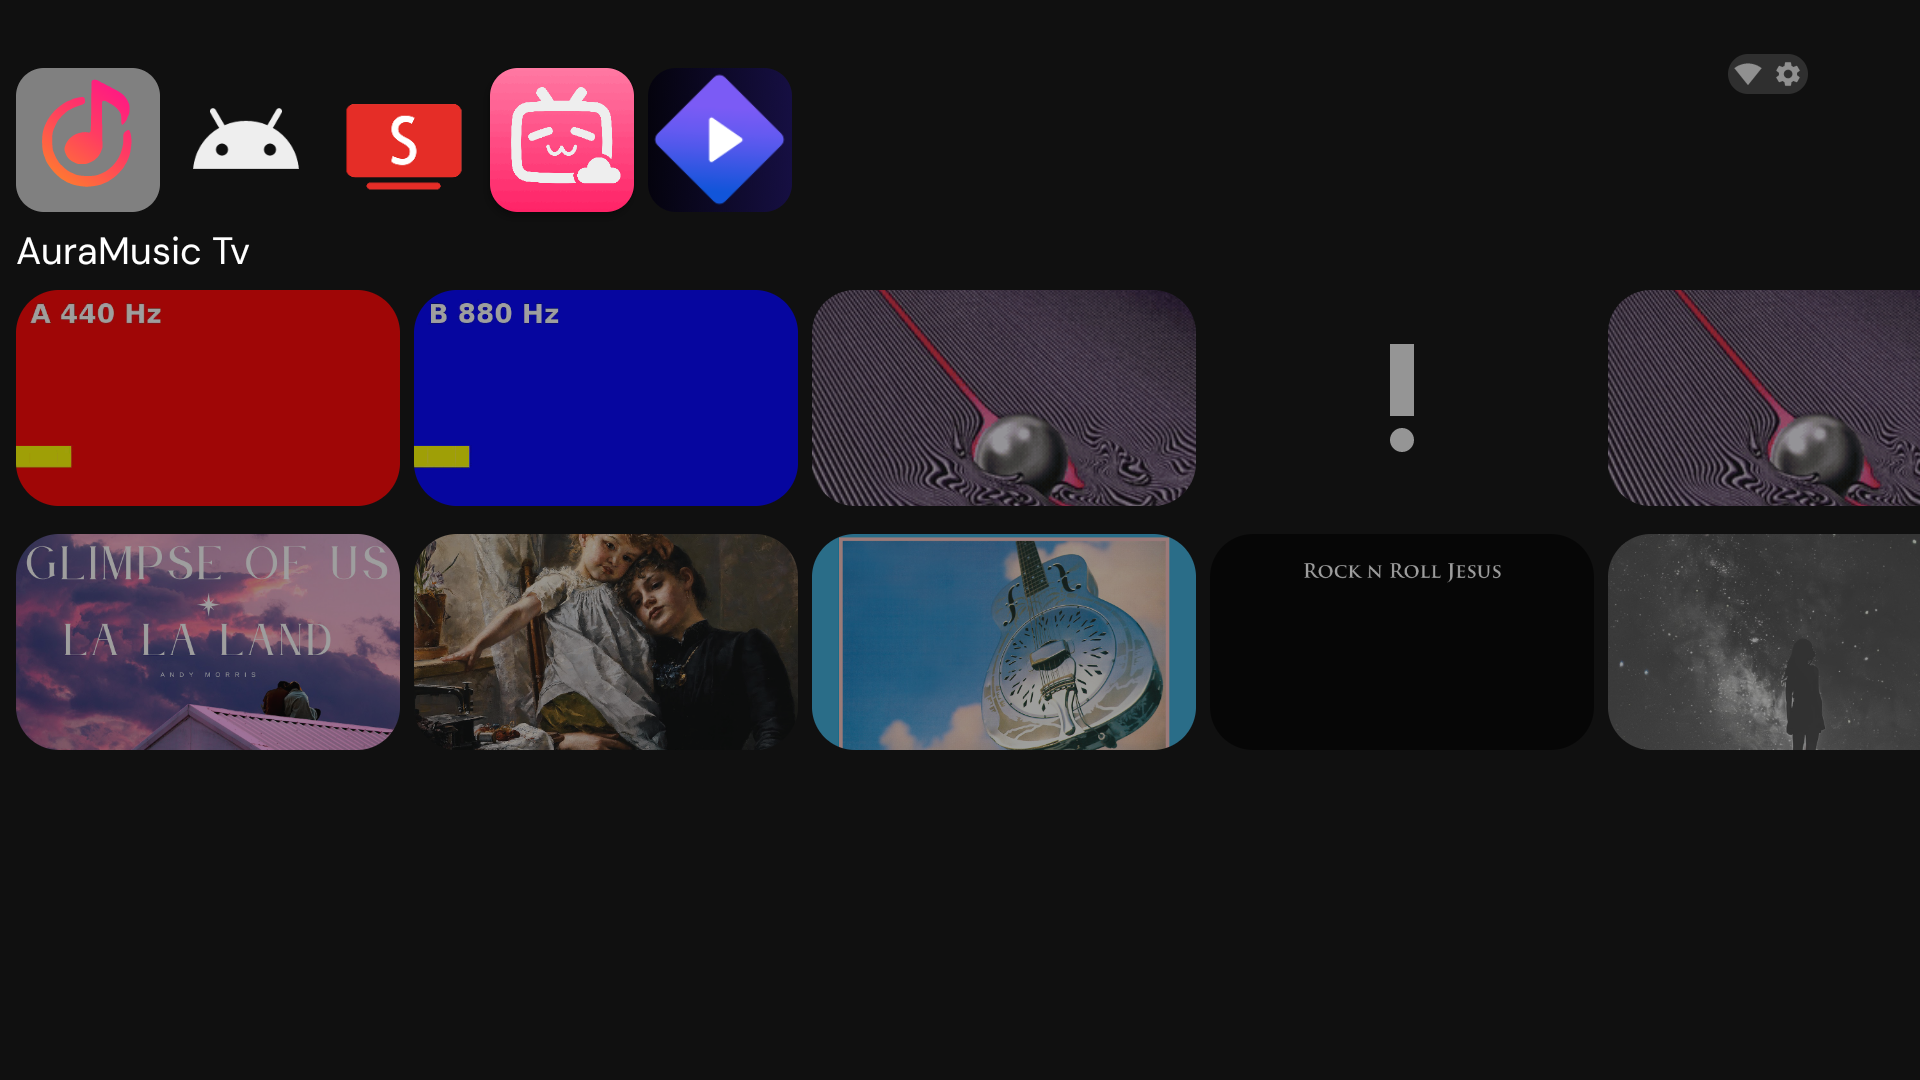 S
AuraMusic Tv
A 440 Hz
B 880 Hz
GLIMPSE OF US
LA LA LAND
ANDY MORRIS
ROCK N ROLL JESUS